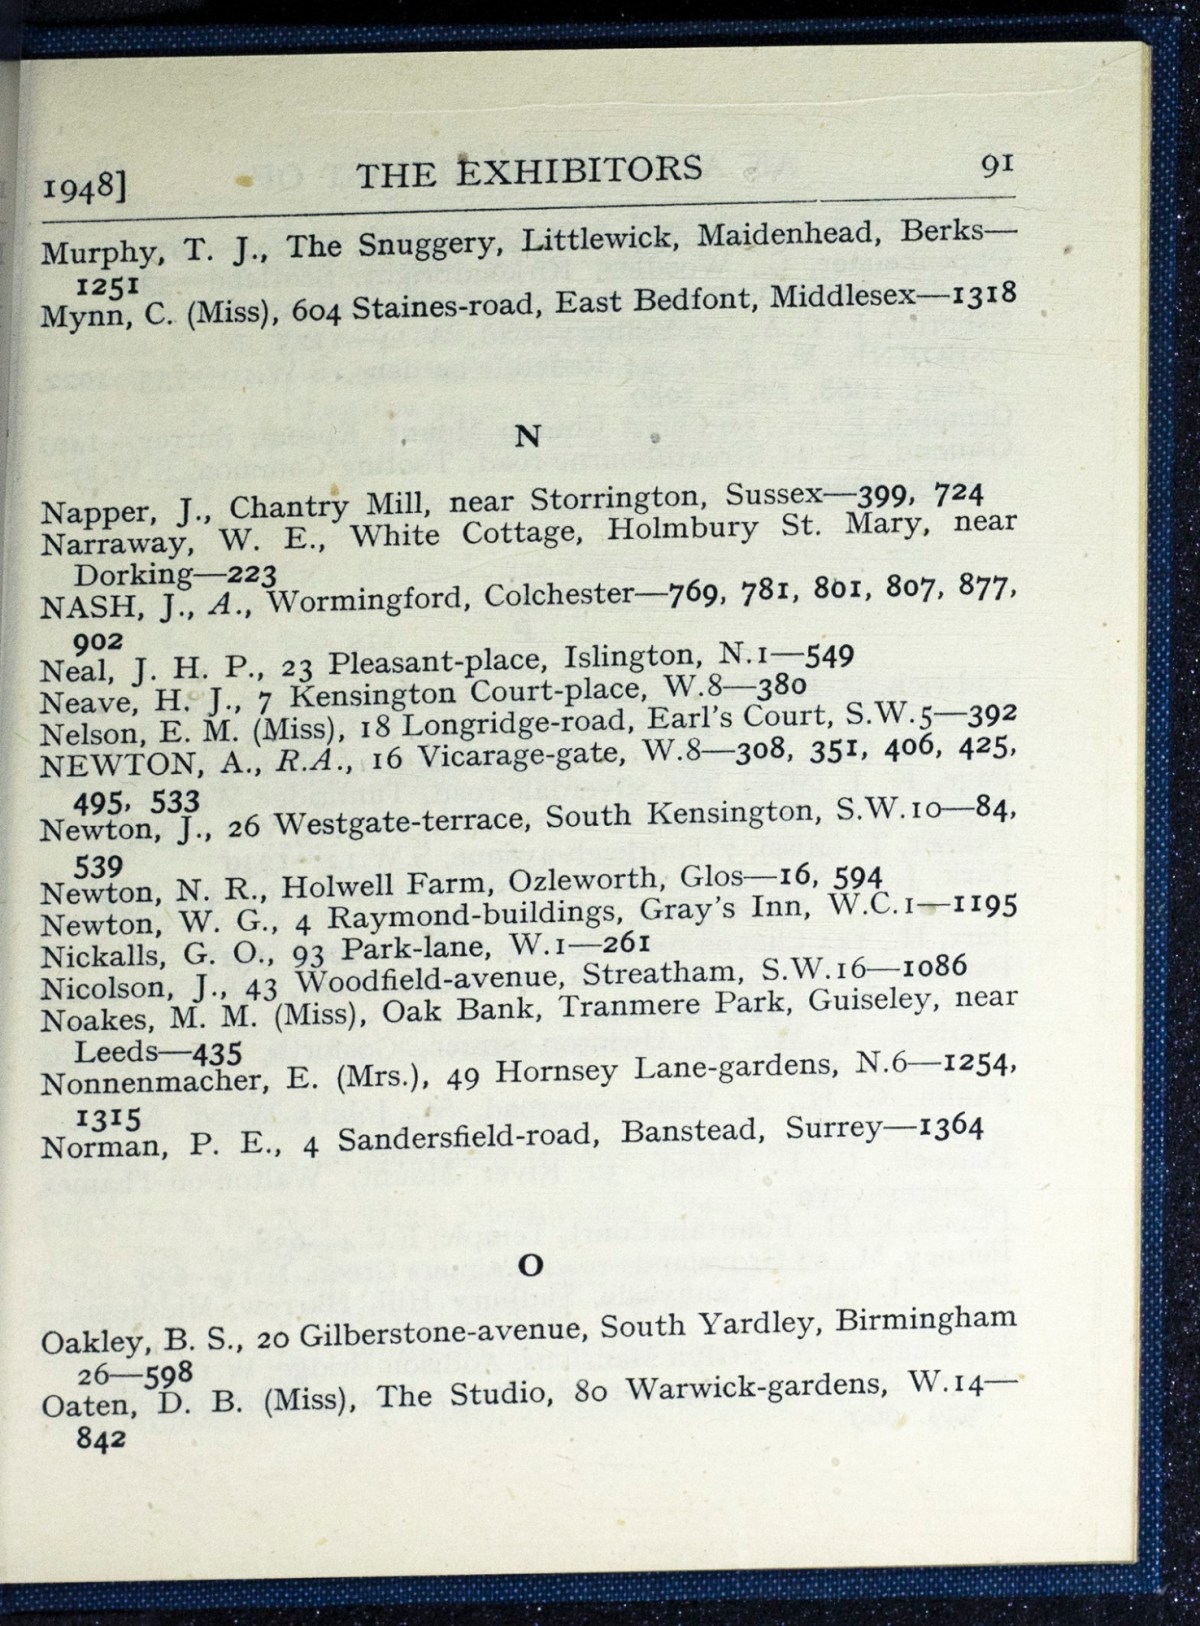 1948] THE EXHIBITORS 91
Murphy, T. J., The Snuggery, Littlewick, Maidenhead, Berks—
1251
Mynn, C. (Miss), 604 Staines-road, East Bedfont, Middlesex—1318
N
Napper, J., Chantry Mill, near Storrington, Sussex—399, 724
Narraway, W. E., White Cottage, Holmbury St. Mary, near
Dorking—223
NASH, J., A., Wormingford, Colchester—769, 781, 801, 807, 877,
902
Neal, J. H. P., 23 Pleasant-place, Islington, N.1—549
Neave, H. J., 7 Kensington Court-place, W.8—380
Nelson, E. M. (Miss), 18 Longridge-road, Earl's Court, S.W.5—392
NEWTON, A., R.A., 16 Vicarage-gate, W.8—308, 351, 406, 425,
495, 533
Newton, J., 26 Westgate-terrace, South Kensington, S.W.10—84,
539
Newton, N. R., Holwell Farm, Ozleworth, Glos—16, 594
Newton, W. G., 4 Raymond-buildings, Gray's Inn, W.C.1—1195
Nickalls, G. O., 93 Park-lane, W.1—261
Nicolson, J., 43 Woodfield-avenue, Streatham, S.W.16—1086
Noakes, M. M. (Miss), Oak Bank, Tranmere Park, Guiseley, near
Leeds—435
Nonnenmacher, E. (Mrs.), 49 Hornsey Lane-gardens, N.6—1254,
1315
Norman, P. E., 4 Sandersfield-road, Banstead, Surrey—1364
O
Oakley, B. S., 20 Gilberstone-avenue, South Yardley, Birmingham
26—598
Oaten, D. B. (Miss), The Studio, 80 Warwick-gardens, W.14—
842